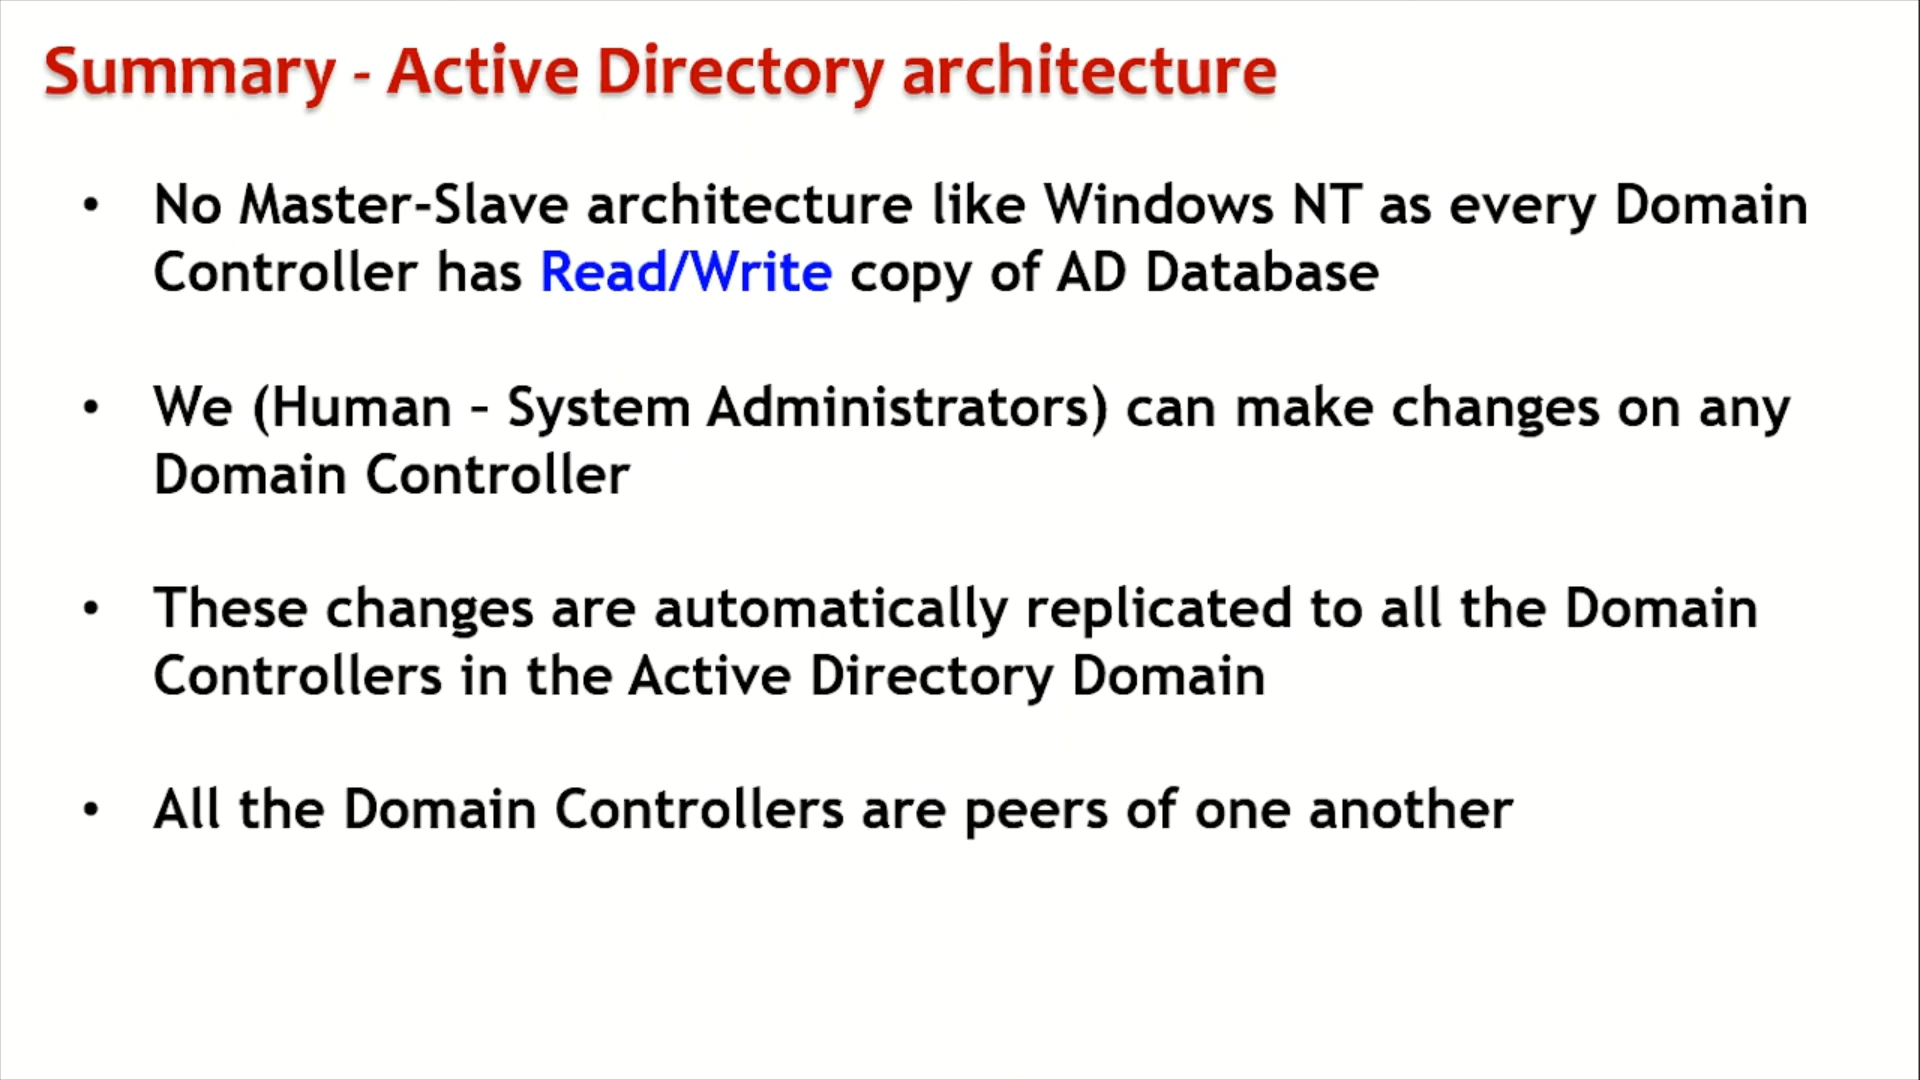 Summary - Active Directory architecture
• No Master-Slave architecture like Windows NT as every Domain
Controller has Read/Write copy of AD Database
• We (Human – System Administrators) can make changes on any
Domain Controller
• These changes are automatically replicated to all the Domain
Controllers in the Active Directory Domain
• All the Domain Controllers are peers of one another